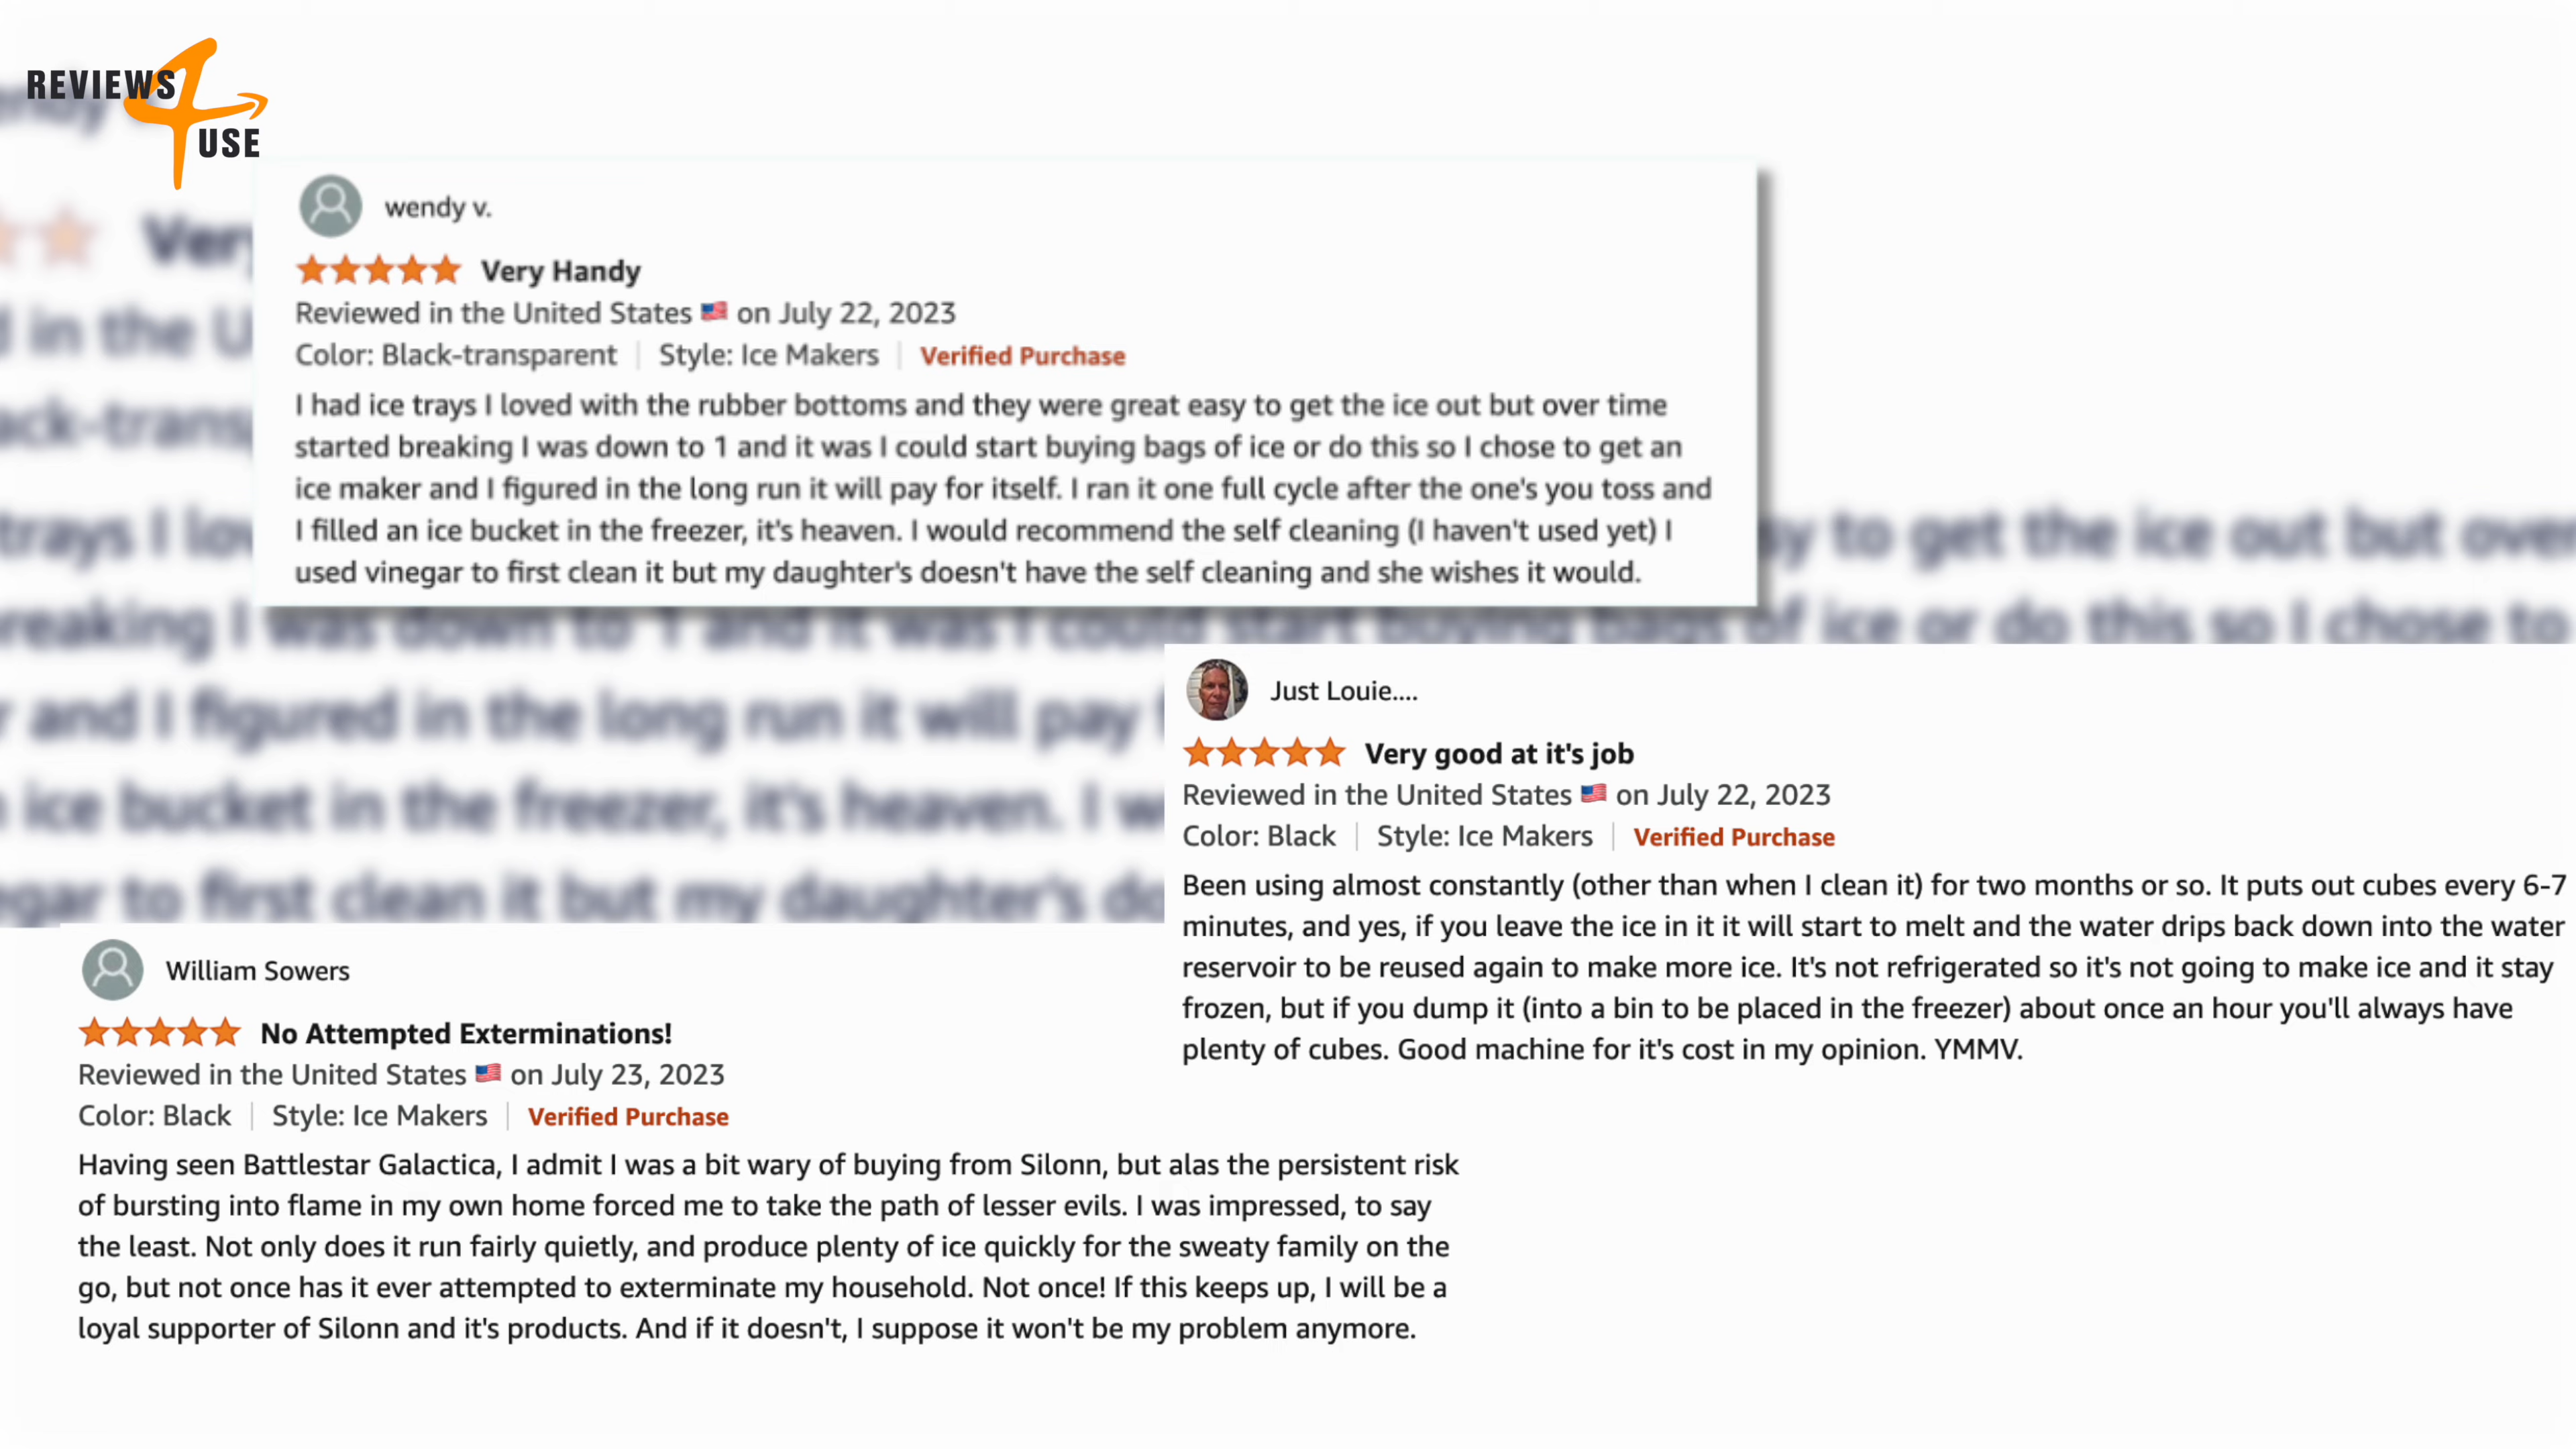 REVIEWS
4
USE
wendy v.
Very Handy
Reviewed in the United States 🇺🇸 on July 22, 2023
Color: Black-transparent | Style: Ice Makers | Verified Purchase
I had ice trays I loved with the rubber bottoms and they were great easy to get the ice out but over time
started breaking I was down to 1 and it was I could start buying bags of ice or do this so I chose to get an
ice maker and I figured in the long run it will pay for itself. I ran it one full cycle after the one's you toss and
I filled an ice bucket in the freezer, it's heaven. I would recommend the self cleaning (I haven't used yet) I
used vinegar to first clean it but my daughter's doesn't have the self cleaning and she wishes it would.
Just Louie....
Very good at it's job
Reviewed in the United States 🇺🇸 on July 22, 2023
Color: Black | Style: Ice Makers | Verified Purchase
Been using almost constantly (other than when I clean it) for two months or so. It puts out cubes every 6-7
minutes, and yes, if you leave the ice in it it will start to melt and the water drips back down into the water
reservoir to be reused again to make more ice. It's not refrigerated so it's not going to make ice and it stay
frozen, but if you dump it (into a bin to be placed in the freezer) about once an hour you'll always have
plenty of cubes. Good machine for it's cost in my opinion. YMMV.
William Sowers
No Attempted Exterminations!
Reviewed in the United States 🇺🇸 on July 23, 2023
Color: Black | Style: Ice Makers | Verified Purchase
Having seen Battlestar Galactica, I admit I was a bit wary of buying from Silonn, but alas the persistent risk
of bursting into flame in my own home forced me to take the path of lesser evils. I was impressed, to say
the least. Not only does it run fairly quietly, and produce plenty of ice quickly for the sweaty family on the
go, but not once has it ever attempted to exterminate my household. Not once! If this keeps up, I will be a
loyal supporter of Silonn and it's products. And if it doesn't, I suppose it won't be my problem anymore.